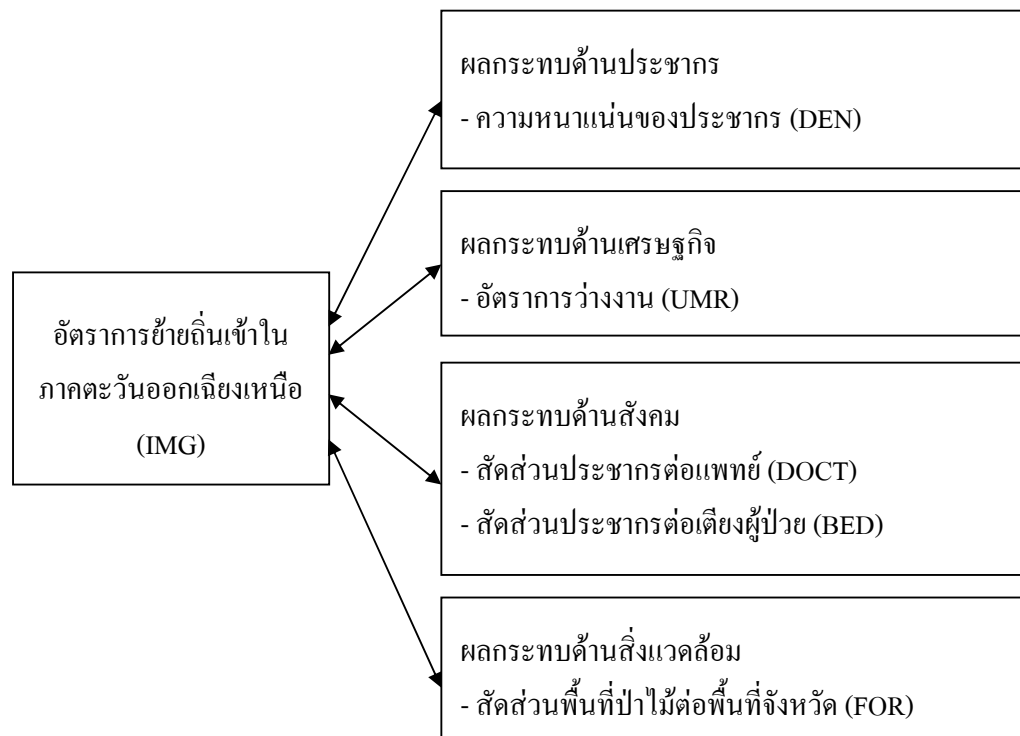 ผลกระทบด้านประชากร
- ความหนาแน่นของประชากร (DEN)
ผลกระทบด้านเศรษฐกิจ
- อัตราการว่างงาน (UMR)
อัตราการย้ายถิ่นเข้าใน
ภาคตะวันออกเฉียงเหนือ
(IMG)
ผลกระทบด้านสังคม
- สัดส่วนประชากรต่อแพทย์ (DOCT)
- สัดส่วนประชากรต่อเตียงผู้ป่วย (BED)
ผลกระทบด้านสิ่งแวดล้อม
- สัดส่วนพื้นที่ป่าไม้ต่อพื้นที่จังหวัด (FOR)